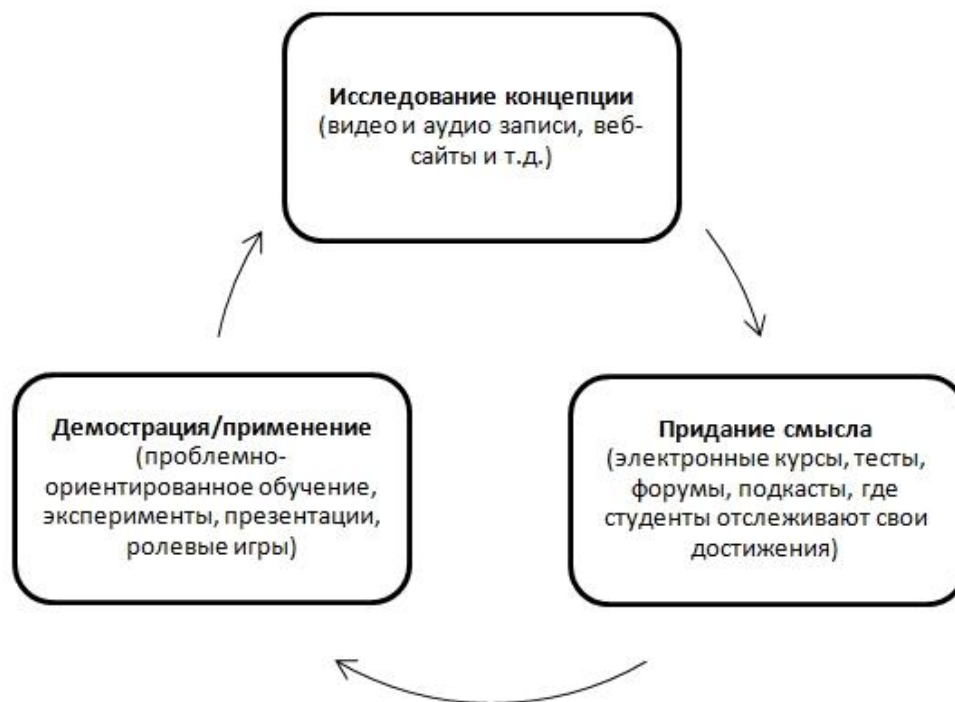 Исследование концепции
(видео и аудио записи, веб-
сайты и т.д.)
Демострация/применение
(проблемно-
ориентированное обучение,
эксперименты, презентации,
ролевые игры)
Придание смысла
(электронные курсы, тесты,
форумы, подкасты, где
студенты отслеживают свои
достижения)